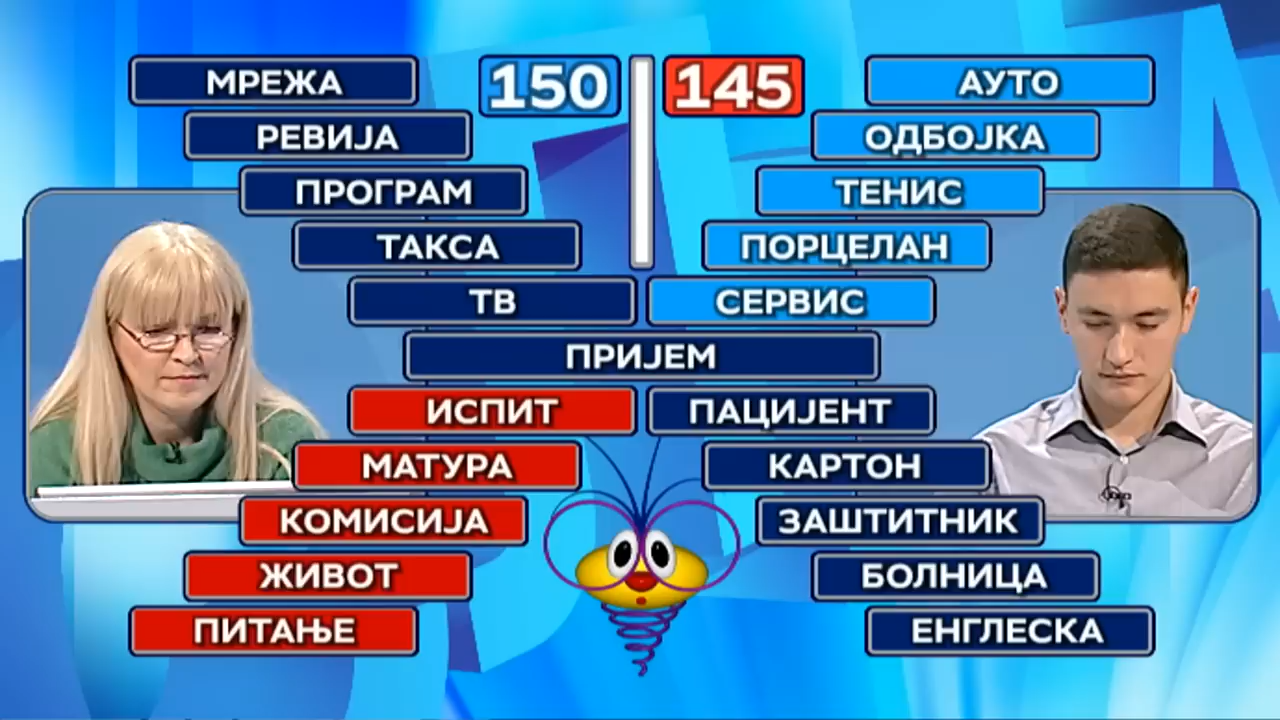 МРЕЖА 150 145 АУТО
РЕВИЈА ОДБОЈКА
ПРОГРАМ ТЕНИС
ТАКСА ПОРЦЕЛАН
ТВ СЕРВИС
ПРИЈЕМ
ИСПИТ ПАЦИЈЕНТ
МАТУРА КАРТОН
КОМИСИЈА ЗАШТИТНИК
ЖИВОТ БОЛНИЦА
ПИТАЊЕ ЕНГЛЕСКА